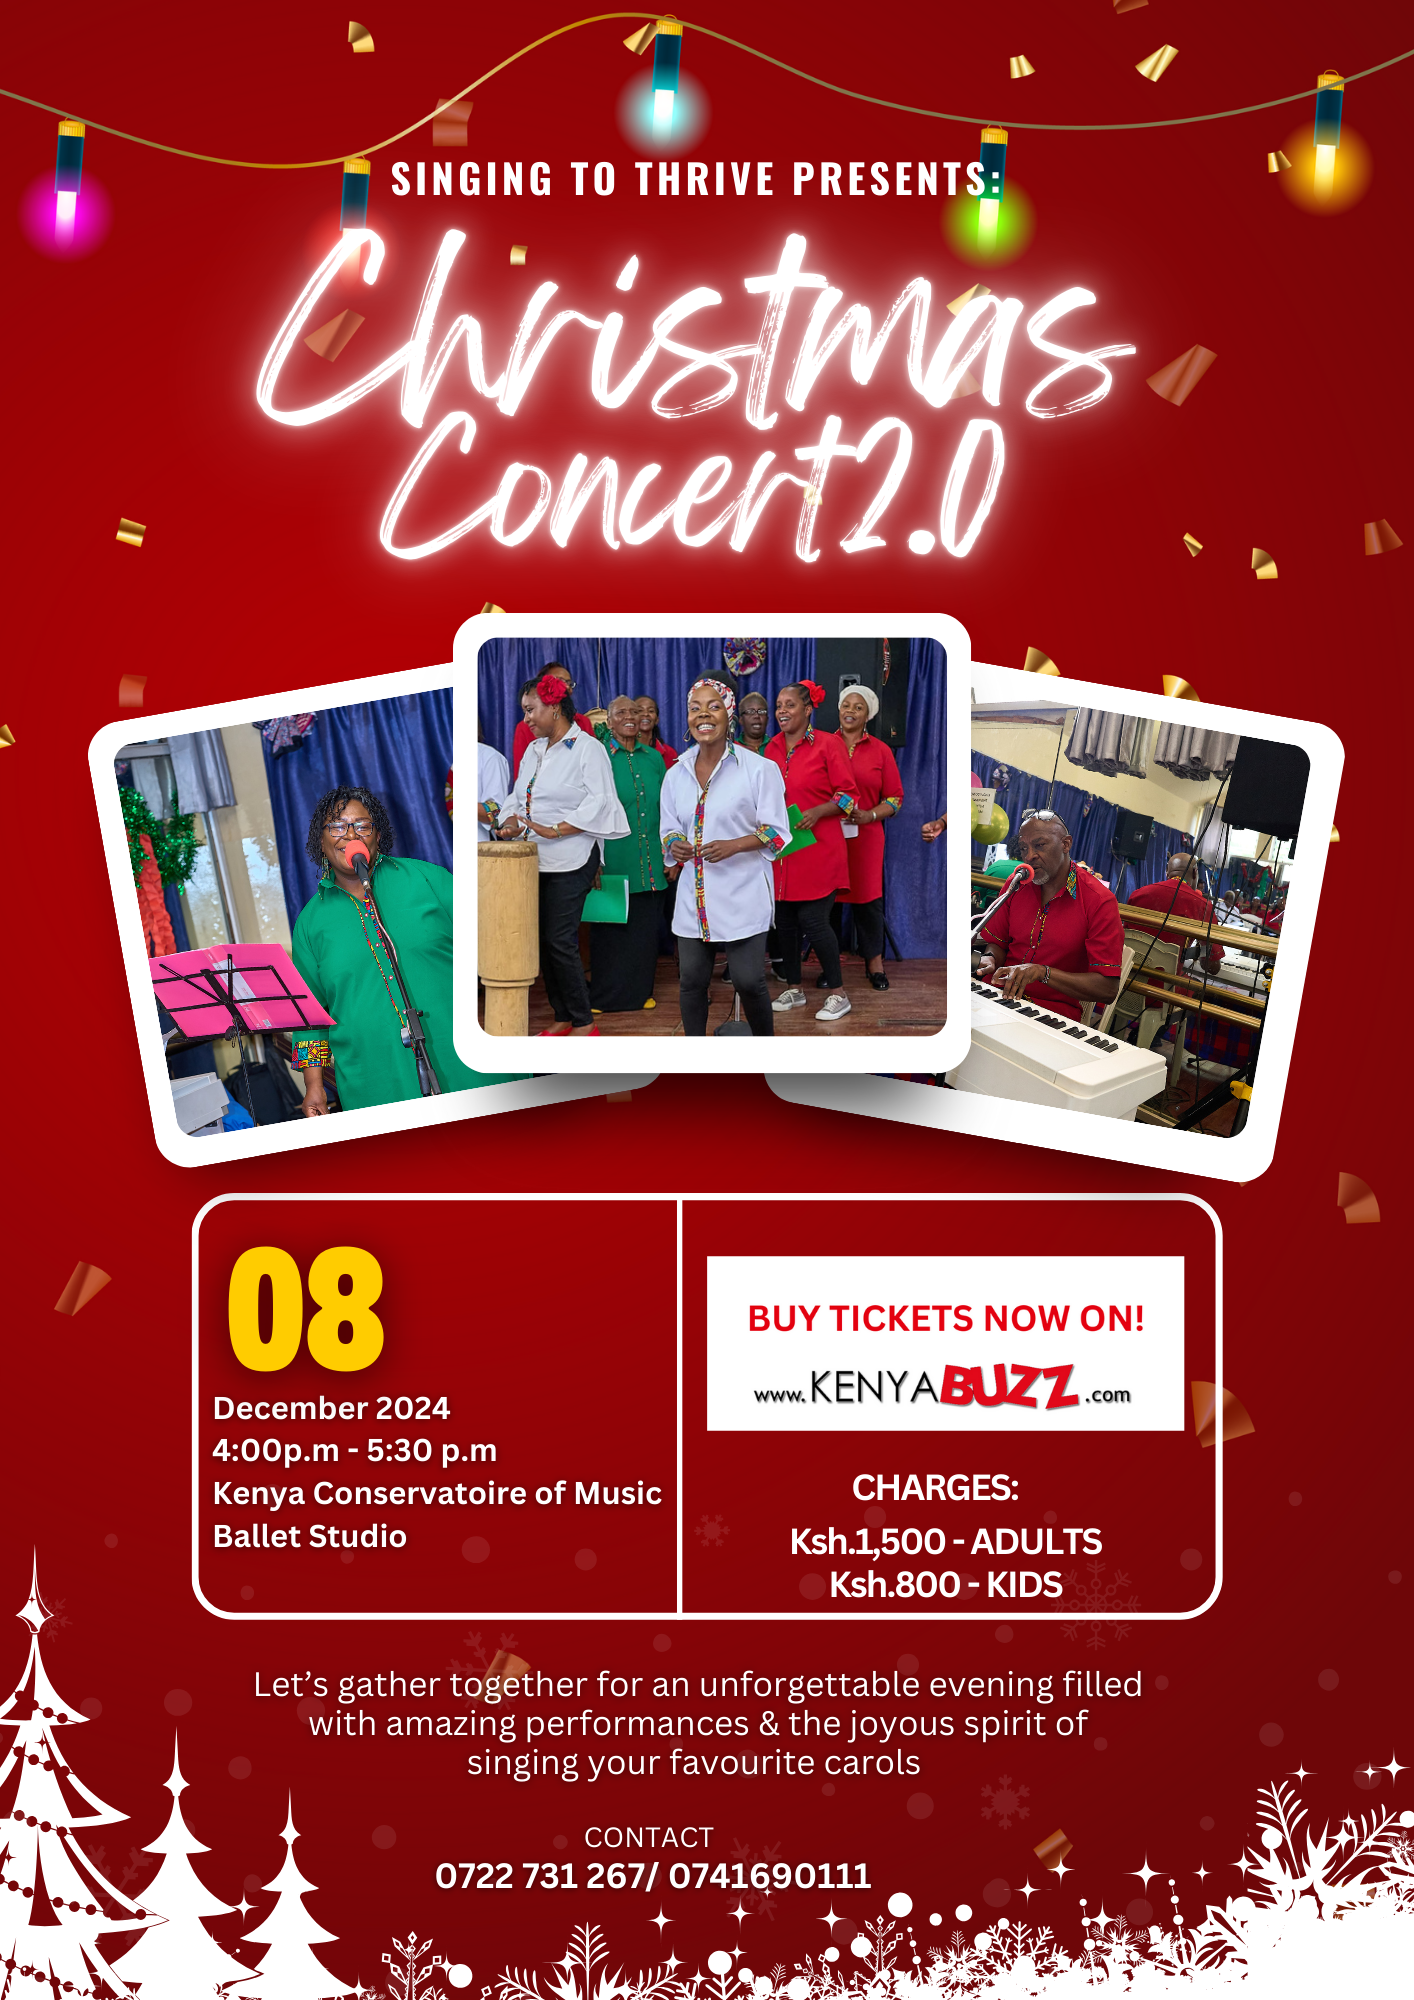 SINGING TO THRIVE PRESENTS:
Christmas
Concert 2.0
08
December 2024
4:00p.m - 5:30 p.m
Kenya Conservatoire of Music
Ballet Studio
BUY TICKETS NOW ON!
www.KENYABUZZ.com
CHARGES:
Ksh.1,500 - ADULTS
Ksh.800 - KIDS
Let’s gather together for an unforgettable evening filled
with amazing performances & the joyous spirit of
singing your favourite carols
CONTACT
0722 731 267/ 0741690111